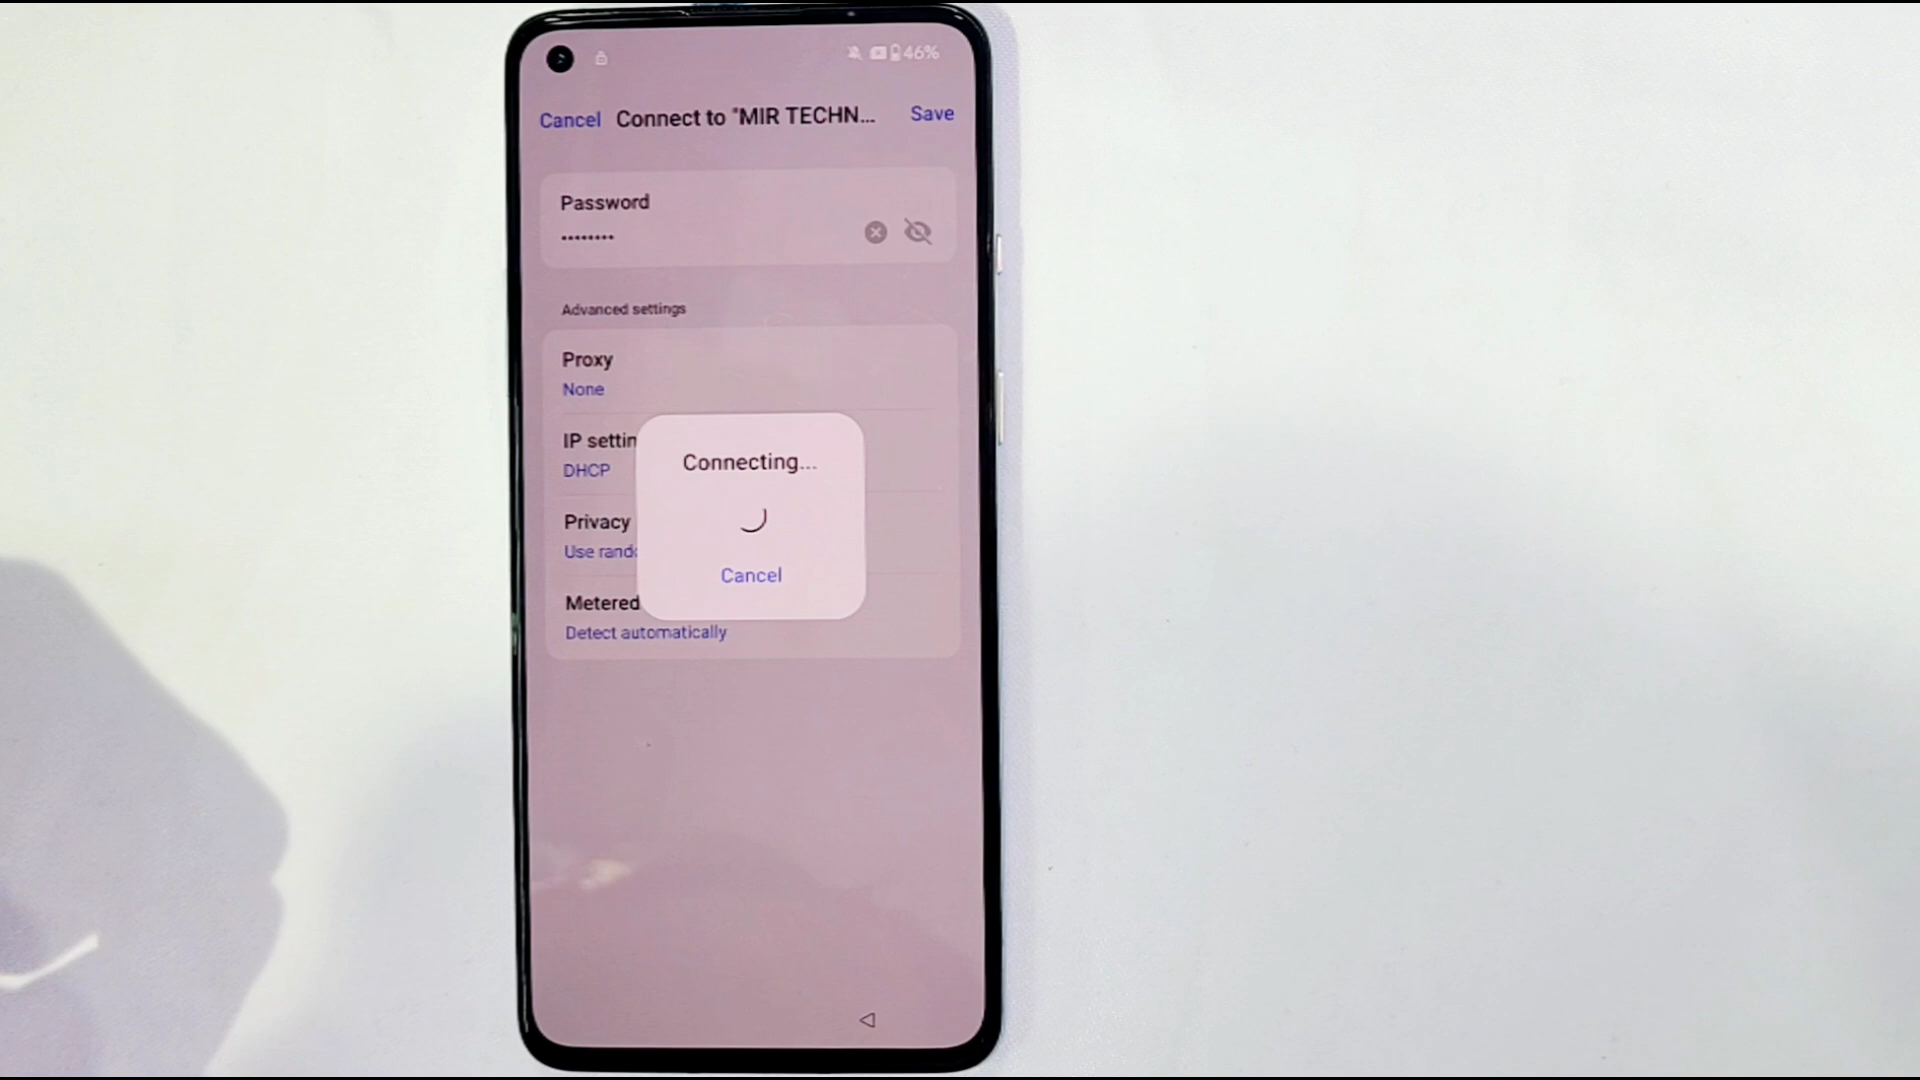 46%
Cancel Connect to "MIR TECHN... Save
Password
••••••••
Advanced settings
Proxy
None
IP settin
DHCP
Privacy
Use rand
Metered
Detect automatically
Connecting...
Cancel